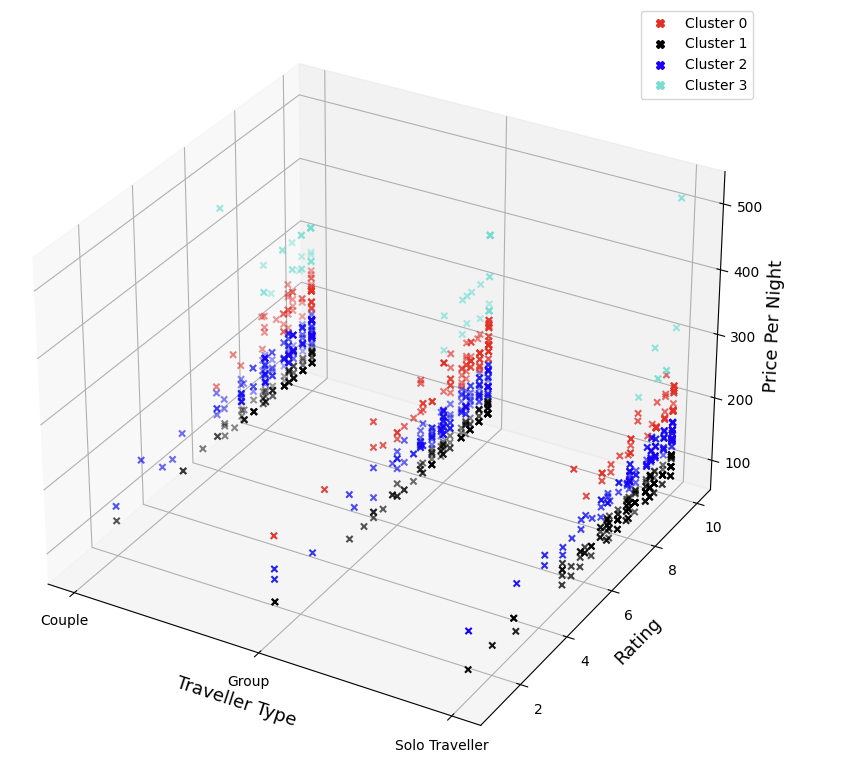 Cluster 0
Cluster 1
Cluster 2
Cluster 3
500
400
300
200
100
Price Per Night
10
8
6
4
2
Rating
Couple
Group
Solo Traveller
Traveller Type